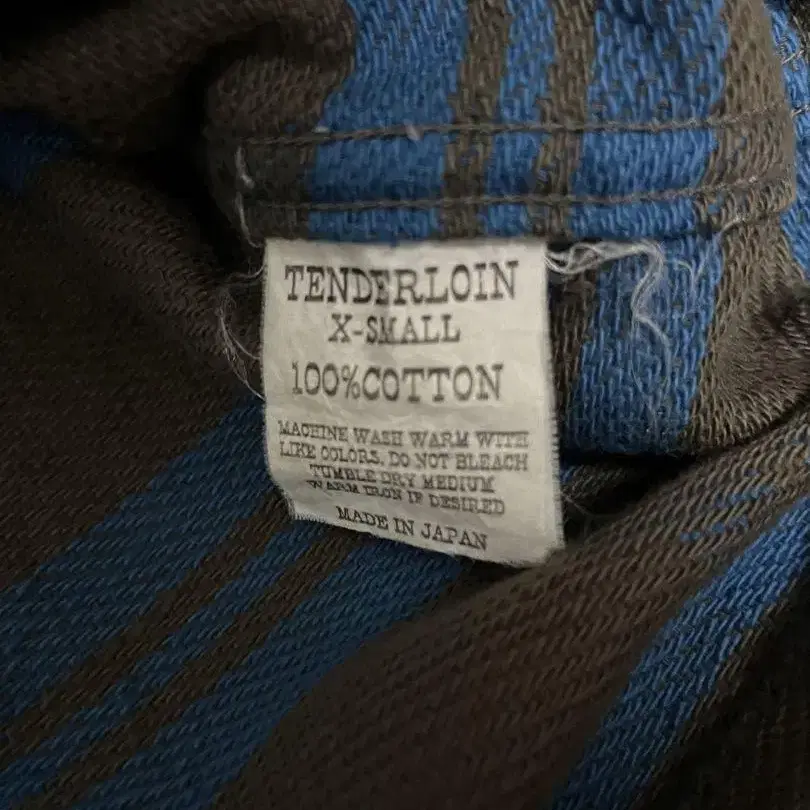 TENDERLOIN
X-SMALL
100%COTTON
MACHINE WASH WARM WITH
LIKE COLORS. DO NOT BLEACH
TUMBLE DRY MEDIUM
WARM IRON IF DESIRED
MADE IN JAPAN